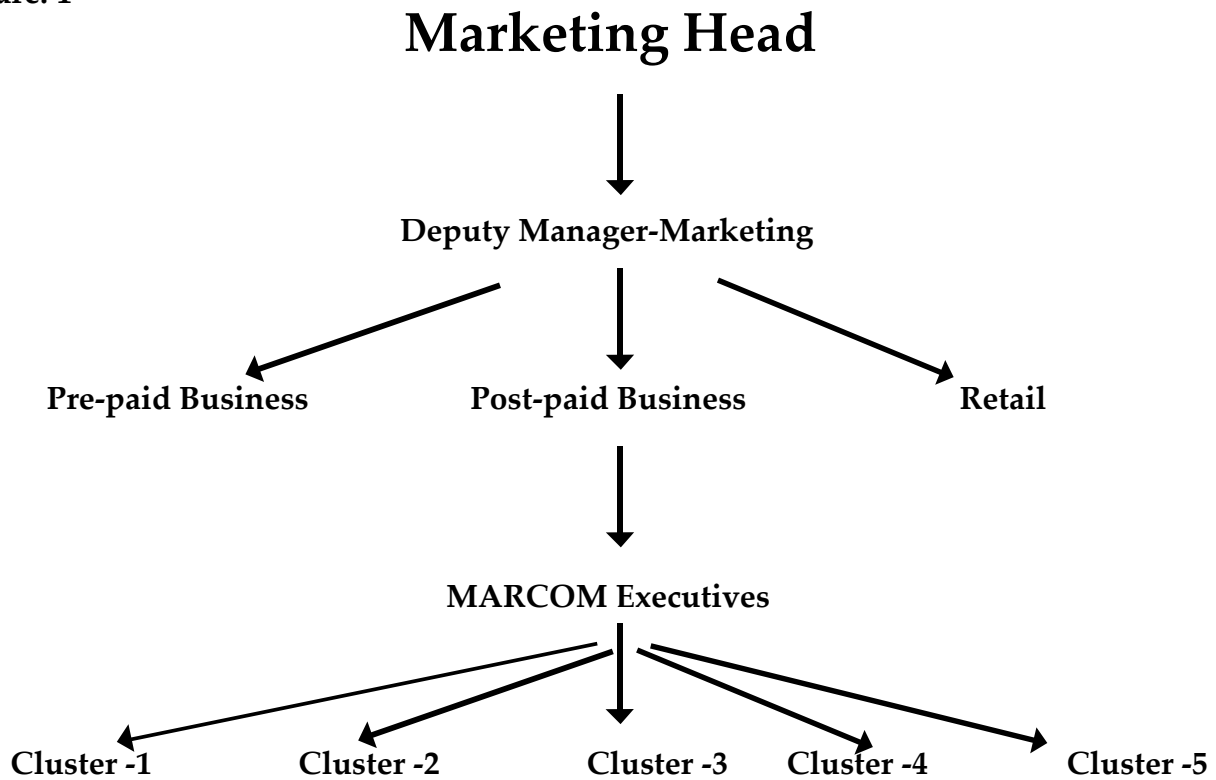 Marketing Head
Deputy Manager-Marketing
Pre-paid Business Post-paid Business Retail
MARCOM Executives
Cluster -1 Cluster -2 Cluster -3 Cluster -4 Cluster -5